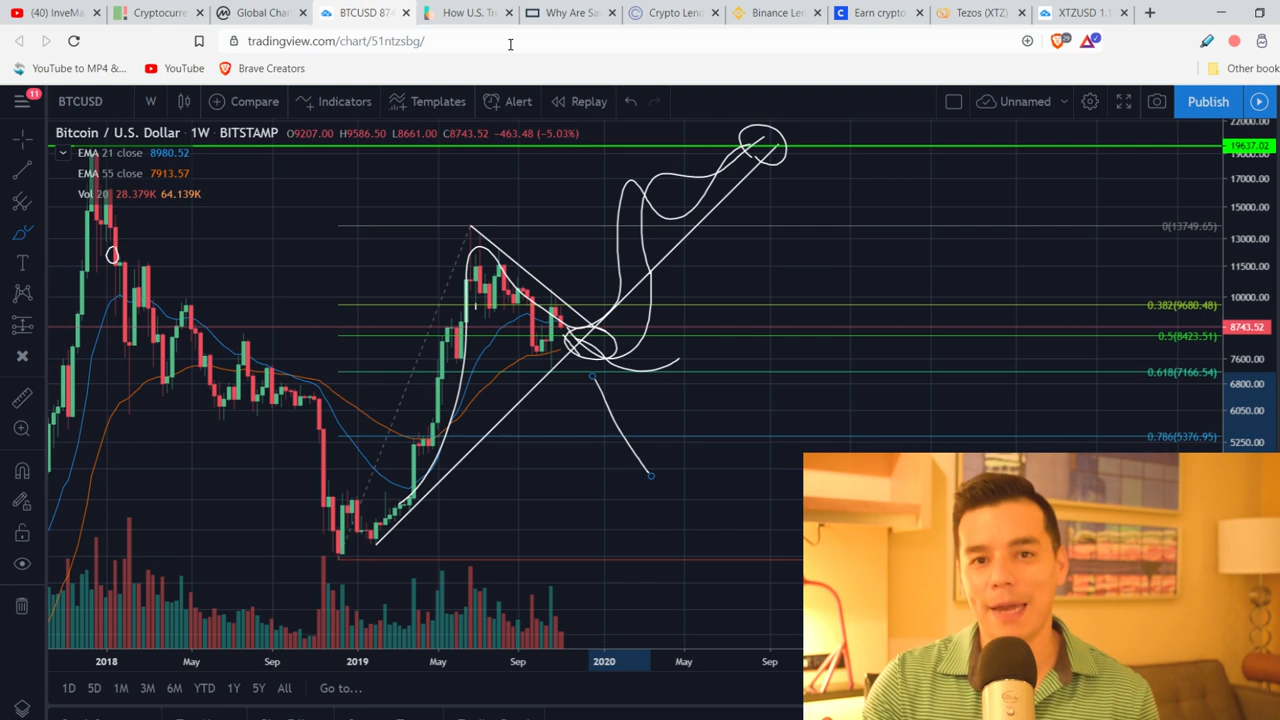 (40) InveMa
Cryptocurre
Global Char
BTCUSD 874
How U.S. Tr
Why Are Sa
Crypto Lend
Binance Len
Earn crypto
Tezos (XTZ)
XTZUSD 1.1
tradingview.com/chart/51ntzsbg/
YouTube to MP4 &...
YouTube
Brave Creators
Other book
11
BTCUSD
W
Compare
Indicators
Templates
Alert
Replay
Unnamed
Publish
Bitcoin / U.S. Dollar · 1W · BITSTAMP O9207.00 H9586.50 L8661.00 C8743.52 -463.48 (-5.03%)
EMA 21 close 8980.52
EMA 55 close 7913.57
Vol 20 28.379K 64.139K
22000.00
19637.02
17000.00
15000.00
0(13749.65)
13000.00
11500.00
10000.00
0.382(9680.48)
8743.52
0.5(8423.51)
7600.00
0.618(7166.54)
6800.00
6050.00
0.786(5376.95)
5250.00
2018 May Sep 2019 May Sep 2020 May Sep
1D 5D 1M 3M 6M YTD 1Y 5Y All Go to...